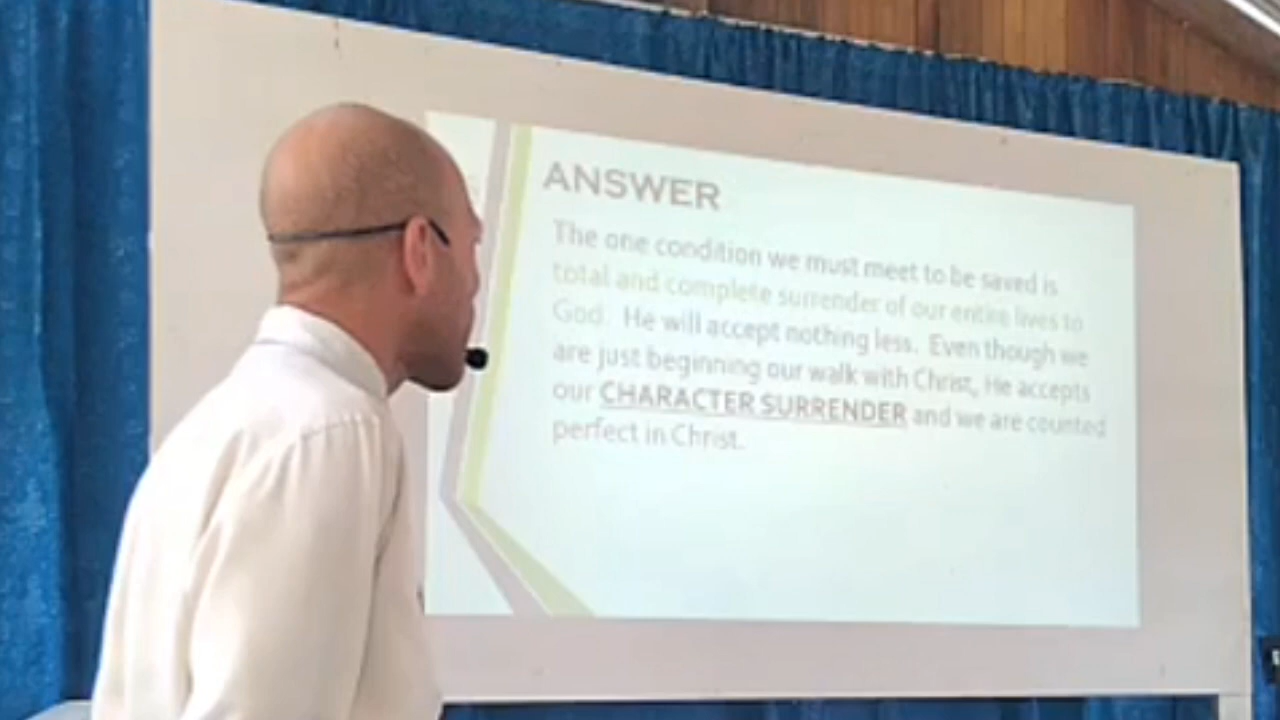 ANSWER
The one condition we must meet to be saved is
total and complete surrender of our entire lives to
God. He will accept nothing less. Even though we
are just beginning our walk with Christ, He accepts
our CHARACTER SURRENDER and we are counted
perfect in Christ.